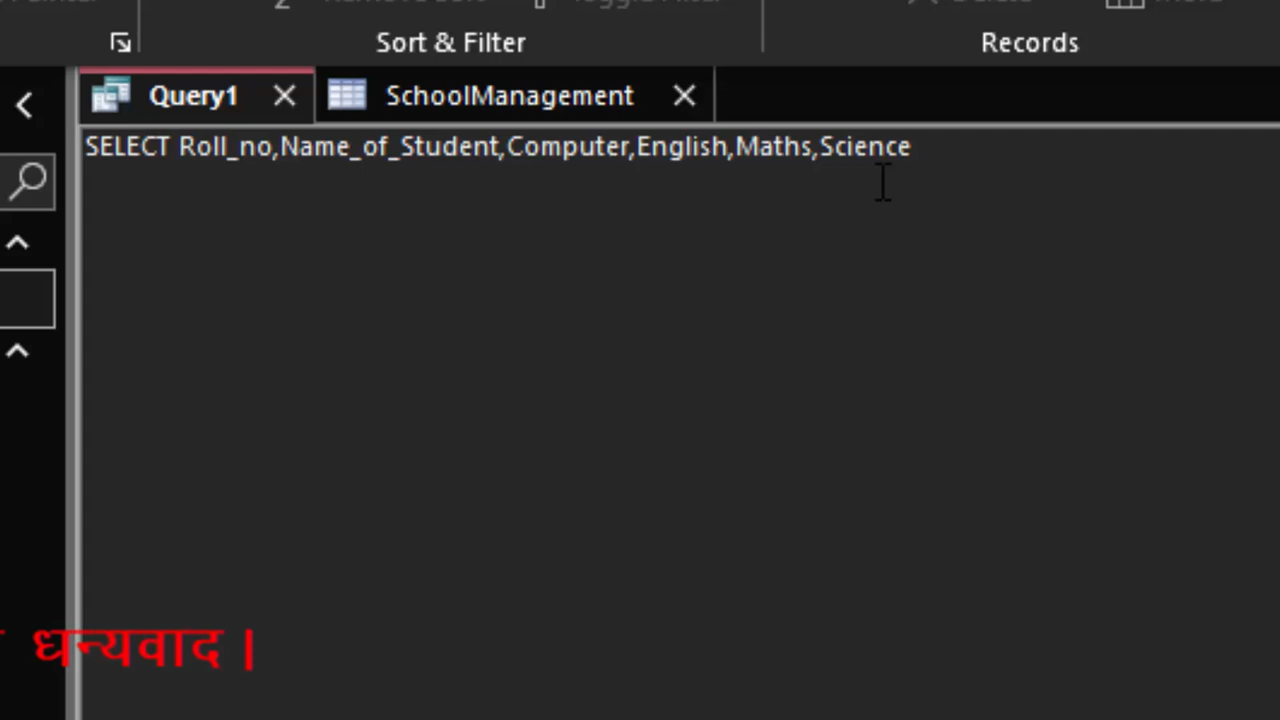 Sort & Filter
Records
Query1
SchoolManagement
SELECT Roll_no,Name_of_Student,Computer,English,Maths,Science
धन्यवाद।